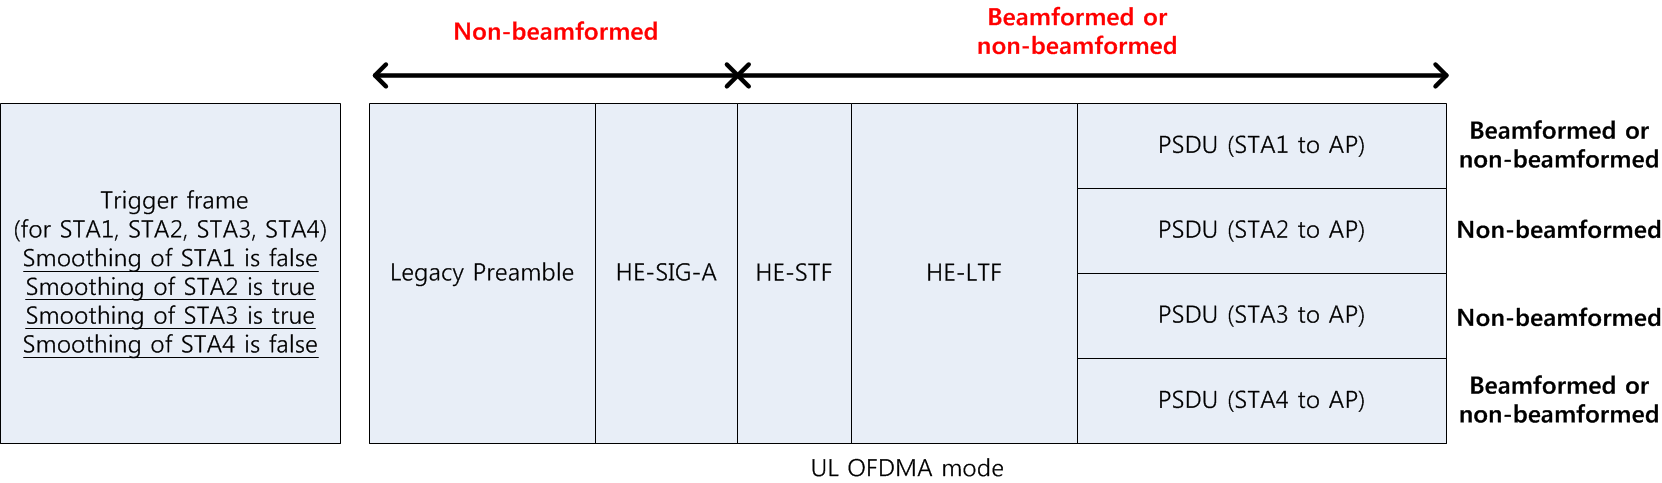 Non-beamformed
Beamformed or
non-beamformed
Trigger frame
(for STA1, STA2, STA3, STA4)
Smoothing of STA1 is false
Smoothing of STA2 is true
Smoothing of STA3 is true
Smoothing of STA4 is false
Legacy Preamble
HE-SIG-A
HE-STF
HE-LTF
PSDU (STA1 to AP)
Beamformed or
non-beamformed
PSDU (STA2 to AP)
Non-beamformed
PSDU (STA3 to AP)
Non-beamformed
PSDU (STA4 to AP)
Beamformed or
non-beamformed
UL OFDMA mode